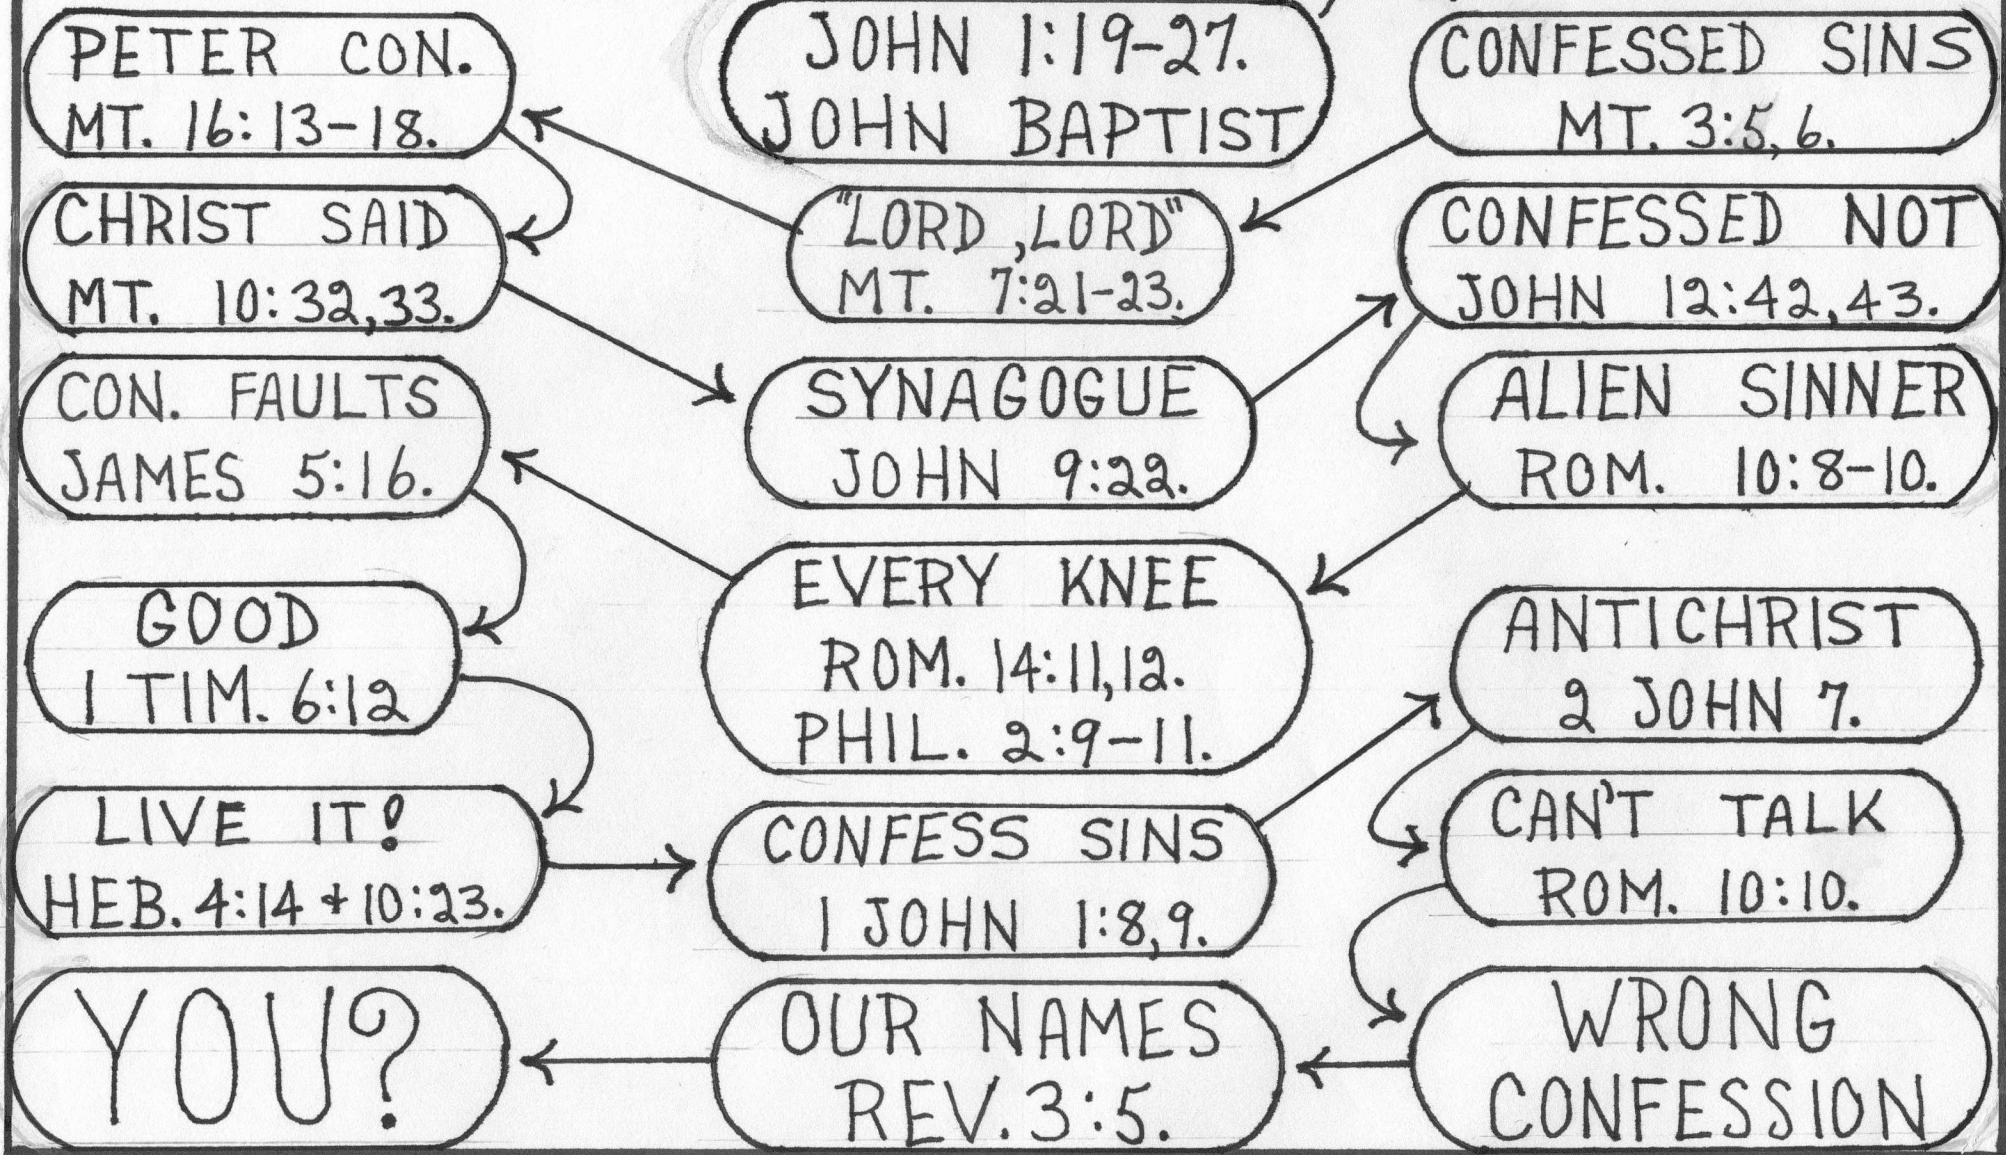 PETER CON.
MT. 16:13-18.
JOHN 1:19-27.
JOHN BAPTIST
CONFESSED SINS
MT. 3:5,6.
CHRIST SAID
MT. 10:32,33.
"LORD, LORD"
MT. 7:21-23.
CONFESSED NOT
JOHN 12:42,43.
CON. FAULTS
JAMES 5:16.
SYNAGOGUE
JOHN 9:22.
ALIEN SINNER
ROM. 10:8-10.
GOOD
1 TIM. 6:12
EVERY KNEE
ROM. 14:11,12.
PHIL. 2:9-11.
ANTICHRIST
2 JOHN 7.
LIVE IT!
HEB. 4:14 + 10:23.
CONFESS SINS
1 JOHN 1:8,9.
CAN'T TALK
ROM. 10:10.
YOU?
OUR NAMES
REV. 3:5.
WRONG
CONFESSION